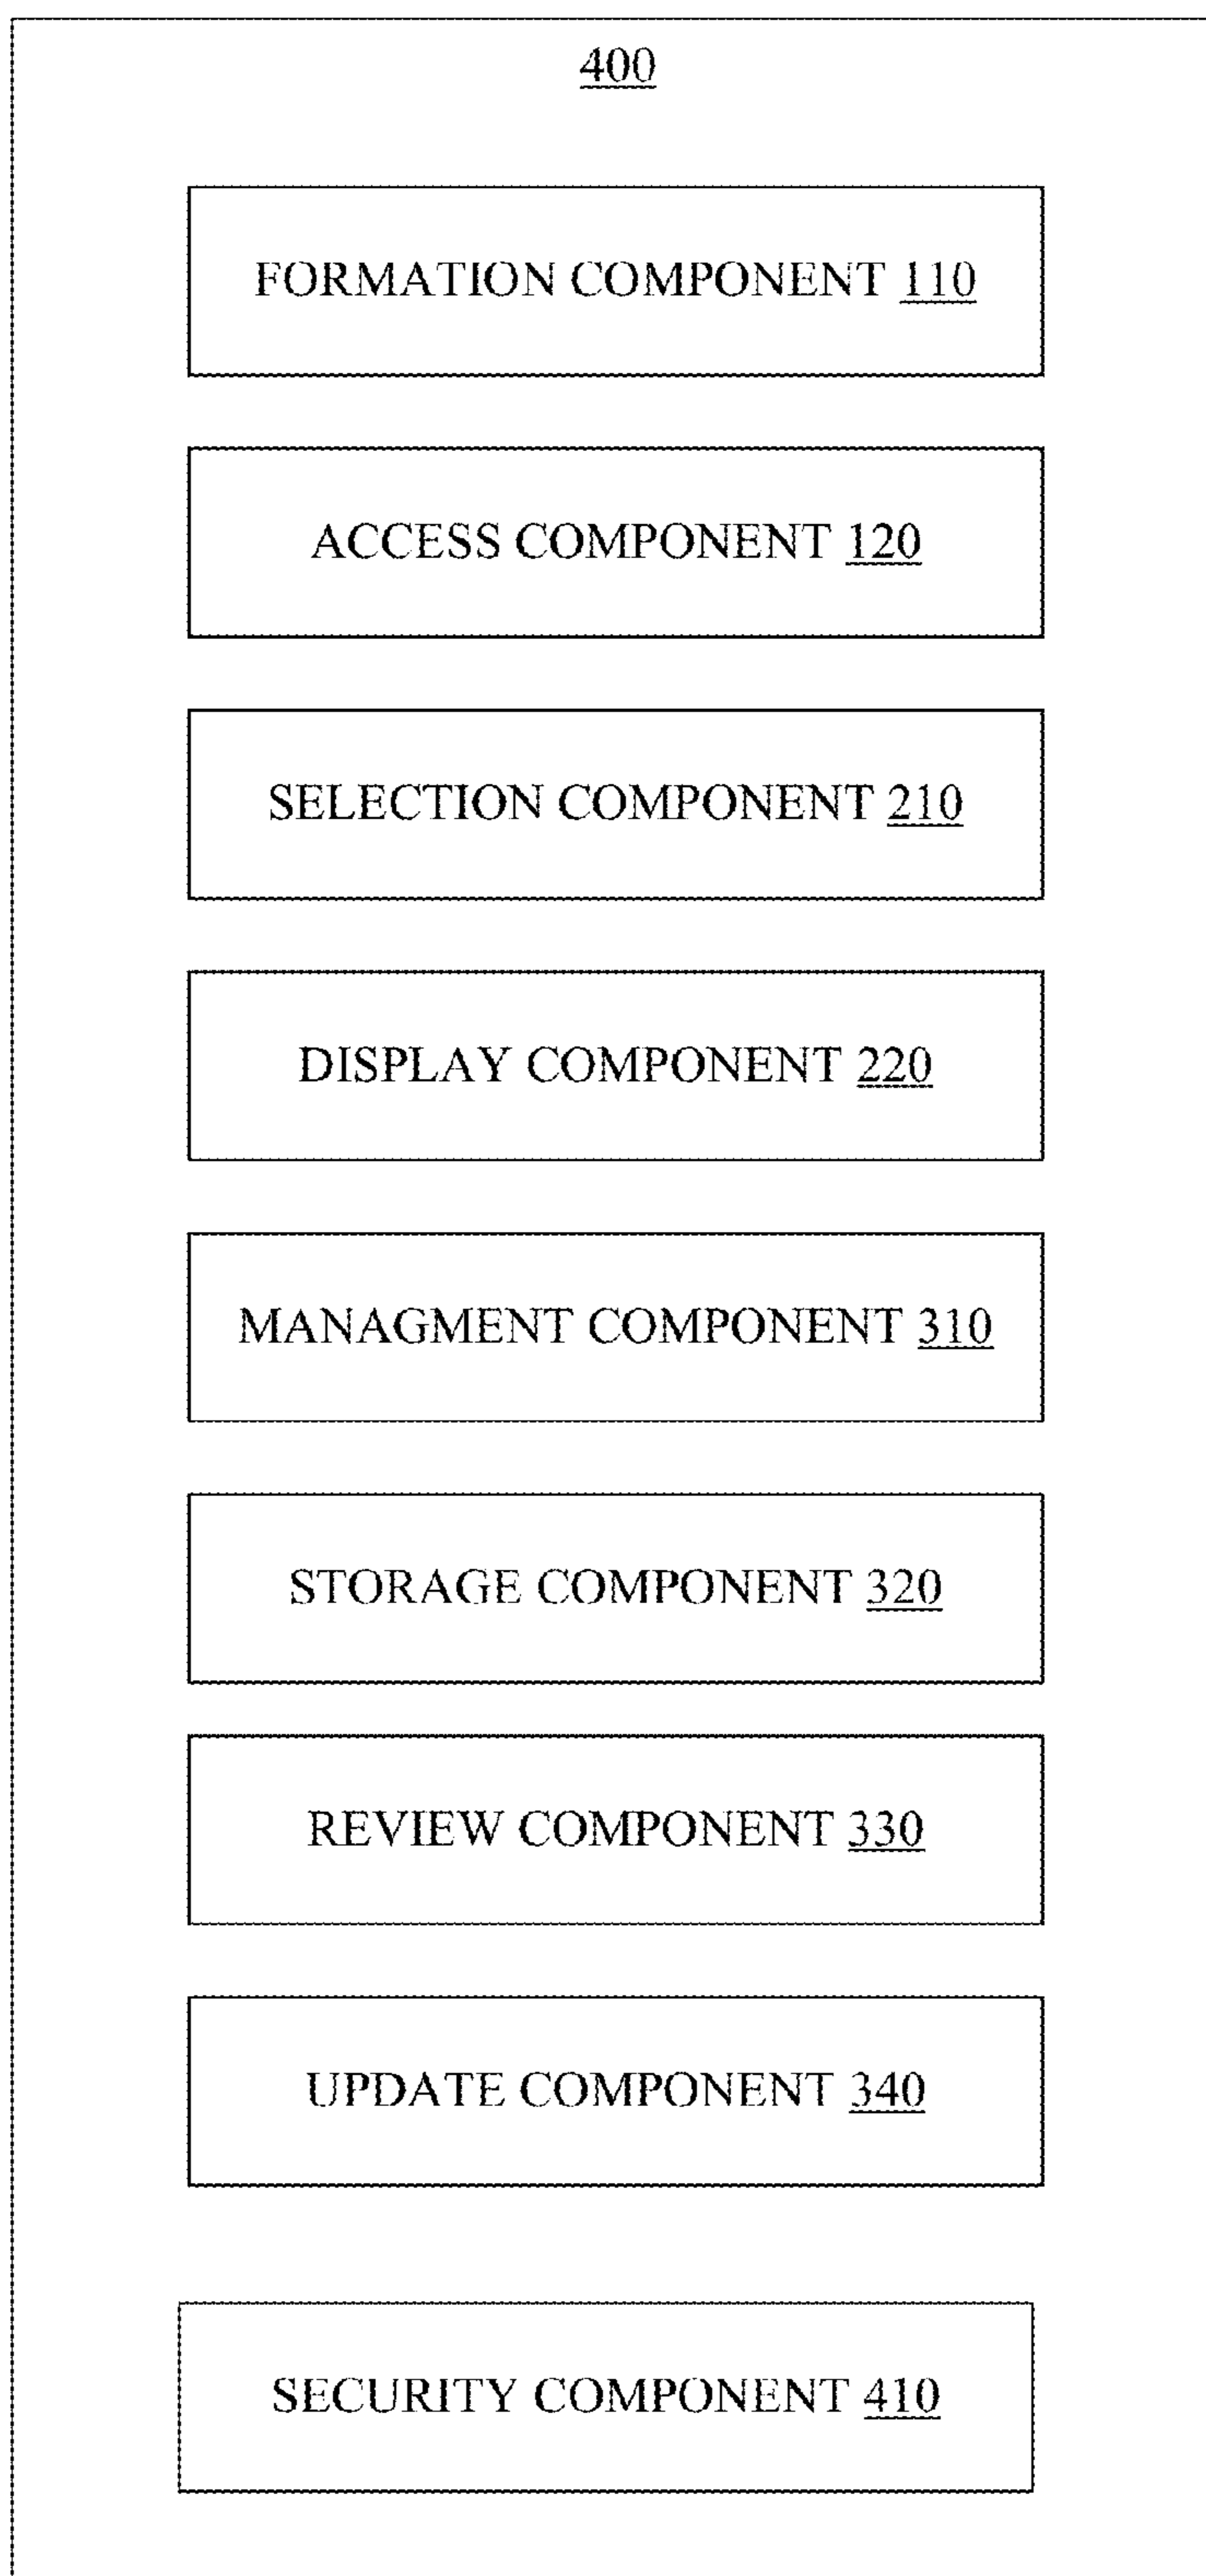 400
FORMATION COMPONENT 110
ACCESS COMPONENT 120
SELECTION COMPONENT 210
DISPLAY COMPONENT 220
MANAGMENT COMPONENT 310
STORAGE COMPONENT 320
REVIEW COMPONENT 330
UPDATE COMPONENT 340
SECURITY COMPONENT 410